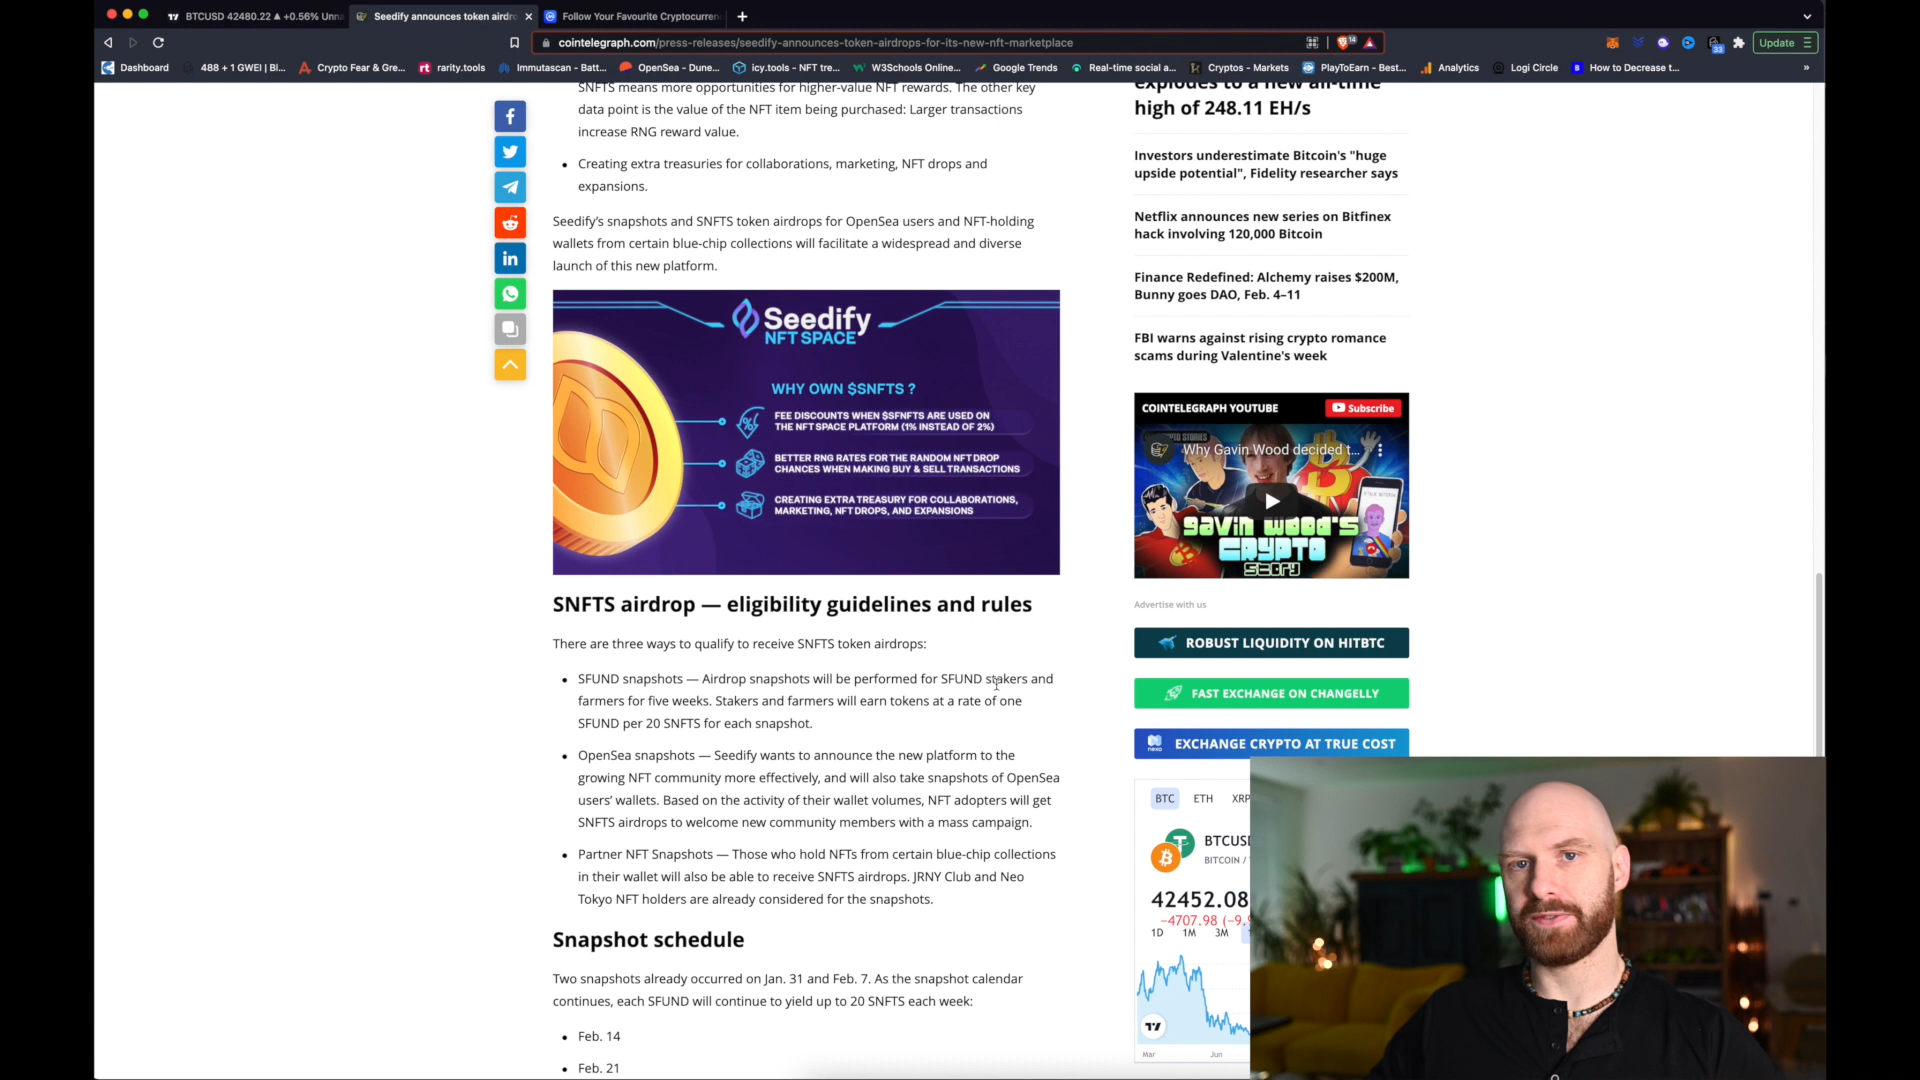 BTCUSD 42480.22 ▲ +0.56% Unna
Seedify announces token airdro
Follow Your Favourite Cryptocurren
cointelegraph.com/press-releases/seedify-announces-token-airdrops-for-its-new-nft-marketplace
14
33
Update
Dashboard
488 + 1 GWEI | Bl...
Crypto Fear & Gre...
rt rarity.tools
Immutascan - Batt...
OpenSea – Dune...
icy.tools - NFT tre...
W3Schools Online...
Google Trends
Real-time social a...
Cryptos - Markets
PlayToEarn - Best...
Analytics
Logi Circle
How to Decrease t...
»
SNFTS means more opportunities for higher-value NFT rewards. The other key
data point is the value of the NFT item being purchased: Larger transactions
increase RNG reward value.
• Creating extra treasuries for collaborations, marketing, NFT drops and
expansions.
Seedify’s snapshots and SNFTS token airdrops for OpenSea users and NFT-holding
wallets from certain blue-chip collections will facilitate a widespread and diverse
launch of this new platform.
Seedify
NFT SPACE
WHY OWN $SNFTS ?
FEE DISCOUNTS WHEN $SFNFTS ARE USED ON
THE NFT SPACE PLATFORM (1% INSTEAD OF 2%)
BETTER RNG RATES FOR THE RANDOM NFT DROP
CHANCES WHEN MAKING BUY & SELL TRANSACTIONS
CREATING EXTRA TREASURY FOR COLLABORATIONS,
MARKETING, NFT DROPS, AND EXPANSIONS
SNFTS airdrop — eligibility guidelines and rules
There are three ways to qualify to receive SNFTS token airdrops:
• SFUND snapshots — Airdrop snapshots will be performed for SFUND stakers and
farmers for five weeks. Stakers and farmers will earn tokens at a rate of one
SFUND per 20 SNFTS for each snapshot.
• OpenSea snapshots — Seedify wants to announce the new platform to the
growing NFT community more effectively, and will also take snapshots of OpenSea
users’ wallets. Based on the activity of their wallet volumes, NFT adopters will get
SNFTS airdrops to welcome new community members with a mass campaign.
• Partner NFT Snapshots — Those who hold NFTs from certain blue-chip collections
in their wallet will also be able to receive SNFTS airdrops. JRNY Club and Neo
Tokyo NFT holders are already considered for the snapshots.
Snapshot schedule
Two snapshots already occurred on Jan. 31 and Feb. 7. As the snapshot calendar
continues, each SFUND will continue to yield up to 20 SNFTS each week:
• Feb. 14
• Feb. 21
explodes to a new all-time
high of 248.11 EH/s
Investors underestimate Bitcoin's "huge
upside potential", Fidelity researcher says
Netflix announces new series on Bitfinex
hack involving 120,000 Bitcoin
Finance Redefined: Alchemy raises $200M,
Bunny goes DAO, Feb. 4–11
FBI warns against rising crypto romance
scams during Valentine's week
COINTELEGRAPH YOUTUBE
Subscribe
Why Gavin Wood decided t...
GAVIN WOOD'S
CRYPTO
STORY
Advertise with us
ROBUST LIQUIDITY ON HITBTC
FAST EXCHANGE ON CHANGELLY
nexo EXCHANGE CRYPTO AT TRUE COST
BTC ETH XRP
BTCUSD
BITCOIN /
42452.08
−4707.98 (−9.9
1D 1M 3M
Mar Jun